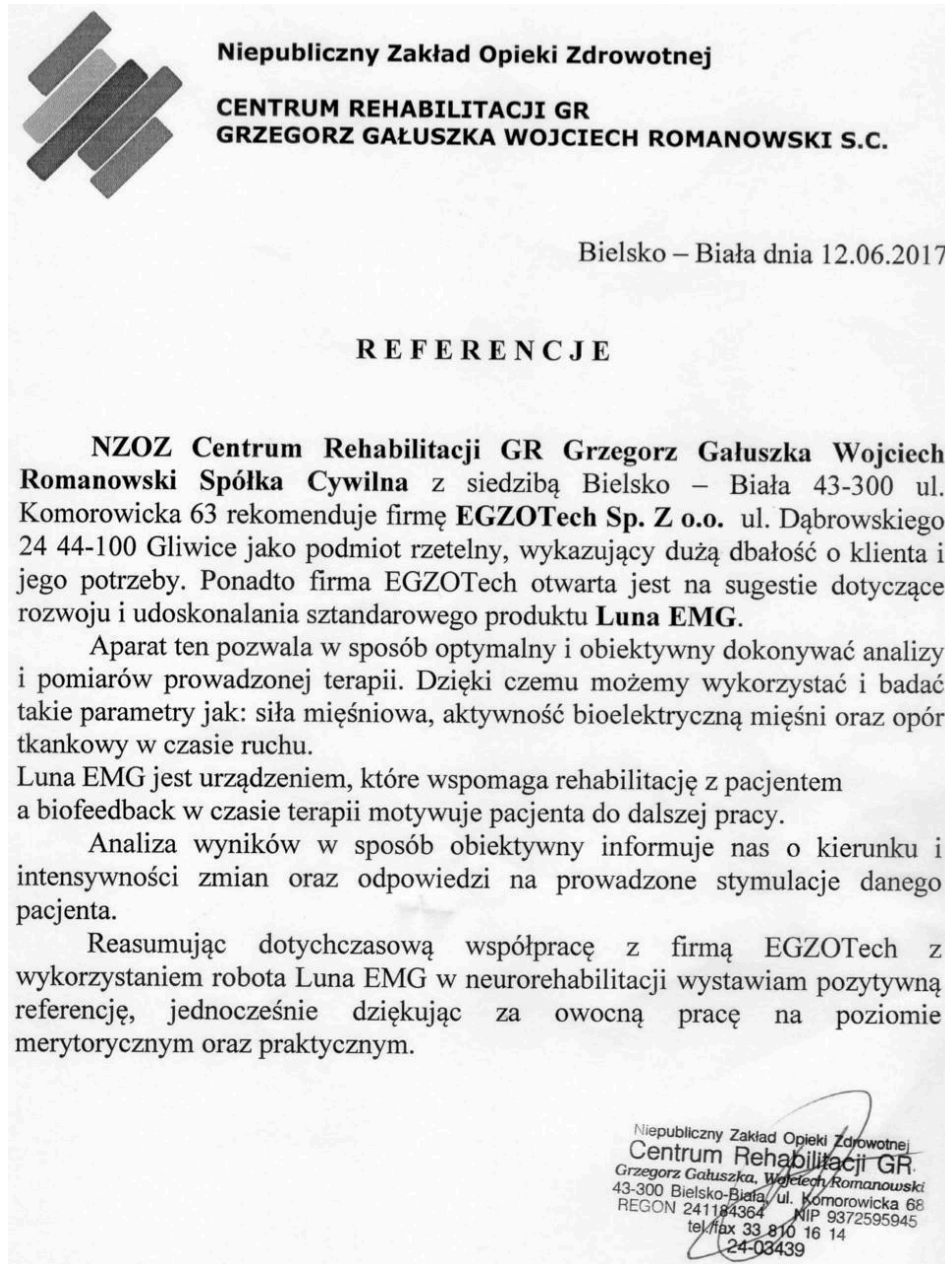 Niepubliczny Zakład Opieki Zdrowotnej
CENTRUM REHABILITACJI GR
GRZEGORZ GAŁUSZKA WOJCIECH ROMANOWSKI S.C.
Bielsko – Biała dnia 12.06.2017
R E F E R E N C J E
NZOZ Centrum Rehabilitacji GR Grzegorz Gałuszka Wojciech
Romanowski Spółka Cywilna z siedzibą Bielsko – Biała 43-300 ul.
Komorowicka 63 rekomenduje firmę EGZOTech Sp. Z o.o. ul. Dąbrowskiego
24 44-100 Gliwice jako podmiot rzetelny, wykazujący dużą dbałość o klienta i
jego potrzeby. Ponadto firma EGZOTech otwarta jest na sugestie dotyczące
rozwoju i udoskonalania sztandarowego produktu Luna EMG.
Aparat ten pozwala w sposób optymalny i obiektywny dokonywać analizy
i pomiarów prowadzonej terapii. Dzięki czemu możemy wykorzystać i badać
takie parametry jak: siła mięśniowa, aktywność bioelektryczną mięśni oraz opór
tkankowy w czasie ruchu.
Luna EMG jest urządzeniem, które wspomaga rehabilitację z pacjentem
a biofeedback w czasie terapii motywuje pacjenta do dalszej pracy.
Analiza wyników w sposób obiektywny informuje nas o kierunku i
intensywności zmian oraz odpowiedzi na prowadzone stymulacje danego
pacjenta.
Reasumując dotychczasową współpracę z firmą EGZOTech z
wykorzystaniem robota Luna EMG w neurorehabilitacji wystawiam pozytywną
referencję, jednocześnie dziękując za owocną pracę na poziomie
merytorycznym oraz praktycznym.
Niepubliczny Zakład Opieki Zdrowotnej
Centrum Rehabilitacji GR
Grzegorz Gałuszka, Wojciech Romanowski
43-300 Bielsko-Biała, ul. Komorowicka 68
REGON 241184364 NIP 9372595945
tel/fax 33 810 16 14
24-03439